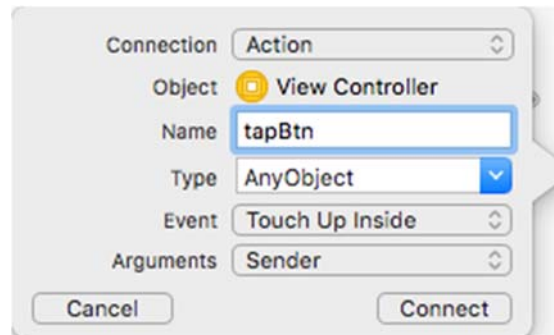 Connection Action
Object View Controller
Name tapBtn
Type AnyObject
Event Touch Up Inside
Arguments Sender
Cancel Connect